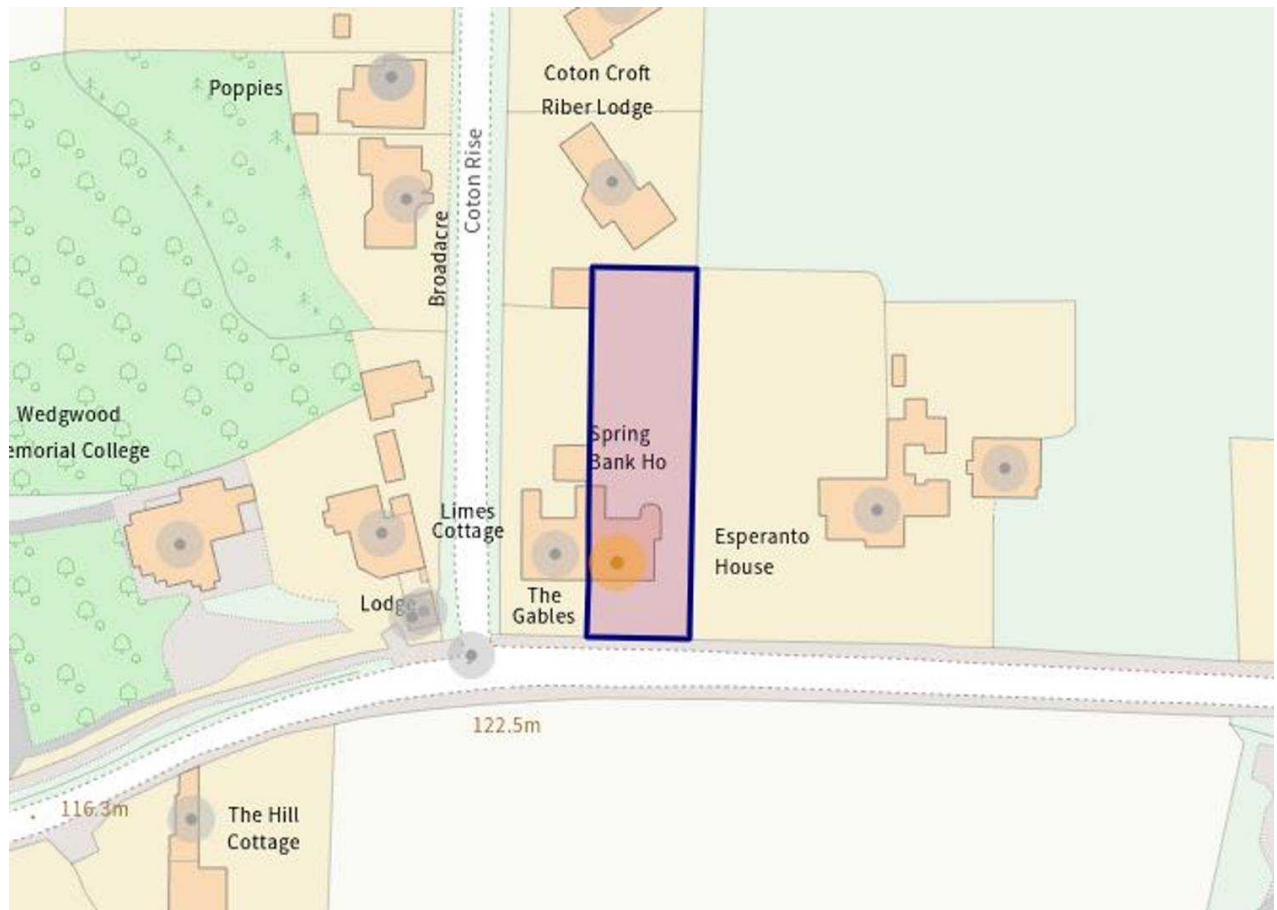 Coton Croft
Riber Lodge
Poppies
Coton Rise
Broadacre
Wedgwood
emorial College
Spring
Bank Ho
Limes
Cottage
Esperanto
House
The
Gables
Lodge
122.5m
116.3m
The Hill
Cottage